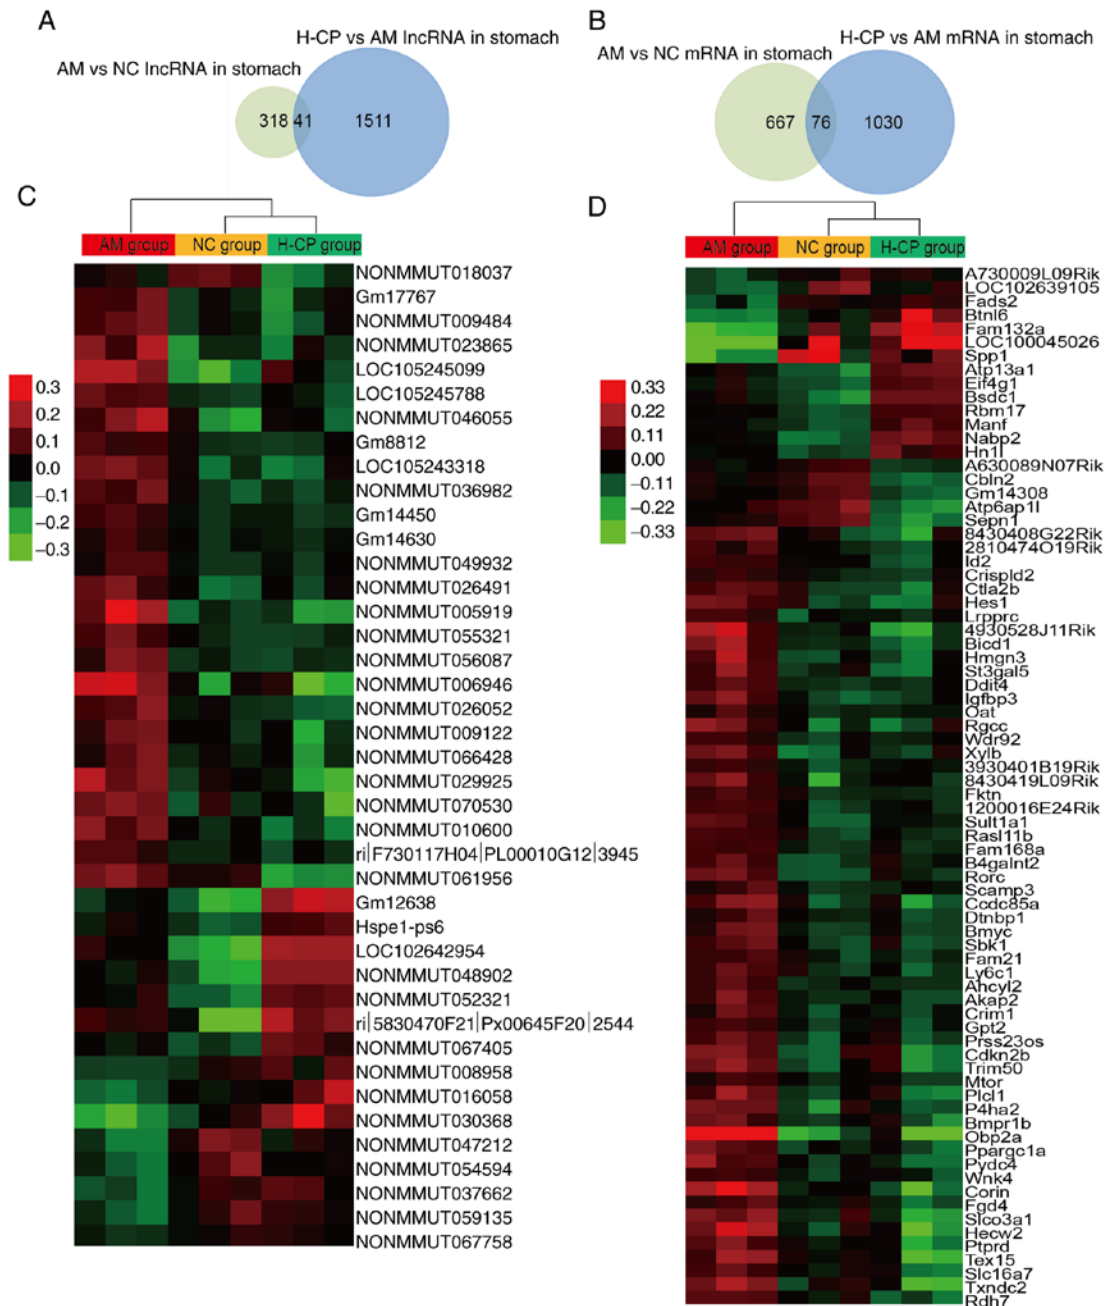 A
H-CP vs AM lncRNA in stomach
AM vs NC lncRNA in stomach
318 41 1511
B
H-CP vs AM mRNA in stomach
AM vs NC mRNA in stomach
667 76 1030
C
AM group NC group H-CP group
0.3
0.2
0.1
0.0
−0.1
−0.2
−0.3
NONMMUT018037
Gm17767
NONMMUT009484
NONMMUT023865
LOC105245099
LOC105245788
NONMMUT046055
Gm8812
LOC105243318
NONMMUT036982
Gm14450
Gm14630
NONMMUT049932
NONMMUT026491
NONMMUT005919
NONMMUT055321
NONMMUT056087
NONMMUT006946
NONMMUT026052
NONMMUT009122
NONMMUT066428
NONMMUT029925
NONMMUT070530
NONMMUT010600
ri|F730117H04|PL00010G12|3945
NONMMUT061956
Gm12638
Hspe1-ps6
LOC102642954
NONMMUT048902
NONMMUT052321
ri|5830470F21|Px00645F20|2544
NONMMUT067405
NONMMUT008958
NONMMUT016058
NONMMUT030368
NONMMUT047212
NONMMUT054594
NONMMUT037662
NONMMUT059135
NONMMUT067758
D
AM group NC group H-CP group
0.33
0.22
0.11
0.00
−0.11
−0.22
−0.33
A730009L09Rik
LOC102639105
Fads2
Btnl6
Fam132a
LOC100045026
Spp1
Atp13a1
Eif4g1
Bsdc1
Rbm17
Manf
Nabp2
Hn1l
A630089N07Rik
Cbln2
Gm14308
Atp6ap1l
Sepn1
8430408G22Rik
2810474O19Rik
Id2
Crispld2
Ctla2b
Hes1
Lrpprc
4930528J11Rik
Bicd1
Hmgn3
St3gal5
Ddit4
Igfbp3
Oat
Rgcc
Wdr92
Xylb
3930401B19Rik
8430419L09Rik
Fktn
1200016E24Rik
Sult1a1
Rasl11b
Fam168a
B4galnt2
Rorc
Scamp3
Ccdc85a
Dtnbp1
Bmyc
Sbk1
Fam21
Ly6c1
Ahcyl2
Akap2
Crim1
Gpt2
Prss23os
Cdkn2b
Trim50
Mtor
Plcl1
P4ha2
Bmpr1b
Obp2a
Ppargc1a
Pydc4
Wnk4
Corin
Fgd4
Slco3a1
Hecw2
Ptprd
Tex15
Slc16a7
Txndc2
Rdh7